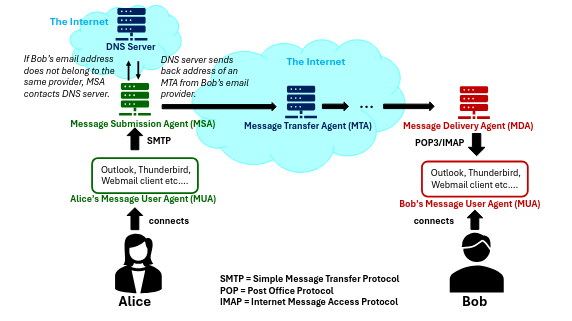 The Internet
DNS Server
If Bob's email address
does not belong to the
same provider, MSA
contacts DNS server.
DNS server sends
back address of an
MTA from Bob's email
provider.
The Internet
Message Submission Agent (MSA)
Message Transfer Agent (MTA)
...
Message Delivery Agent (MDA)
SMTP
POP3/IMAP
Outlook, Thunderbird,
Webmail client etc....
Alice's Message User Agent (MUA)
Outlook, Thunderbird,
Webmail client etc....
Bob's Message User Agent (MUA)
connects
connects
Alice
Bob
SMTP = Simple Message Transfer Protocol
POP = Post Office Protocol
IMAP = Internet Message Access Protocol